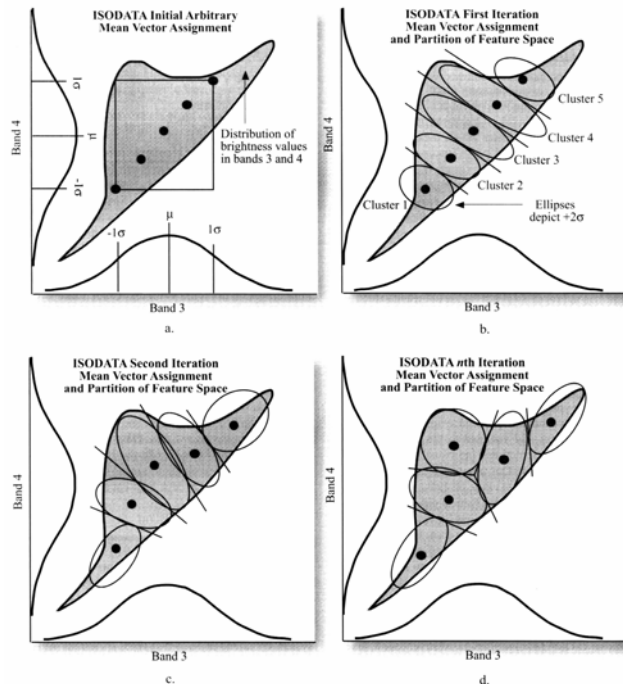 ISODATA Initial Arbitrary
Mean Vector Assignment
Band 4
1σ
μ
-1σ
Distribution of
brightness values
in bands 3 and 4
μ
-1σ
1σ
Band 3
a.
ISODATA First Iteration
Mean Vector Assignment
and Partition of Feature Space
Band 4
Cluster 5
Cluster 4
Cluster 3
Cluster 2
Cluster 1
Ellipses
depict +2σ
Band 3
b.
ISODATA Second Iteration
Mean Vector Assignment
and Partition of Feature Space
Band 4
Band 3
c.
ISODATA nth Iteration
Mean Vector Assignment
and Partition of Feature Space
Band 4
Band 3
d.